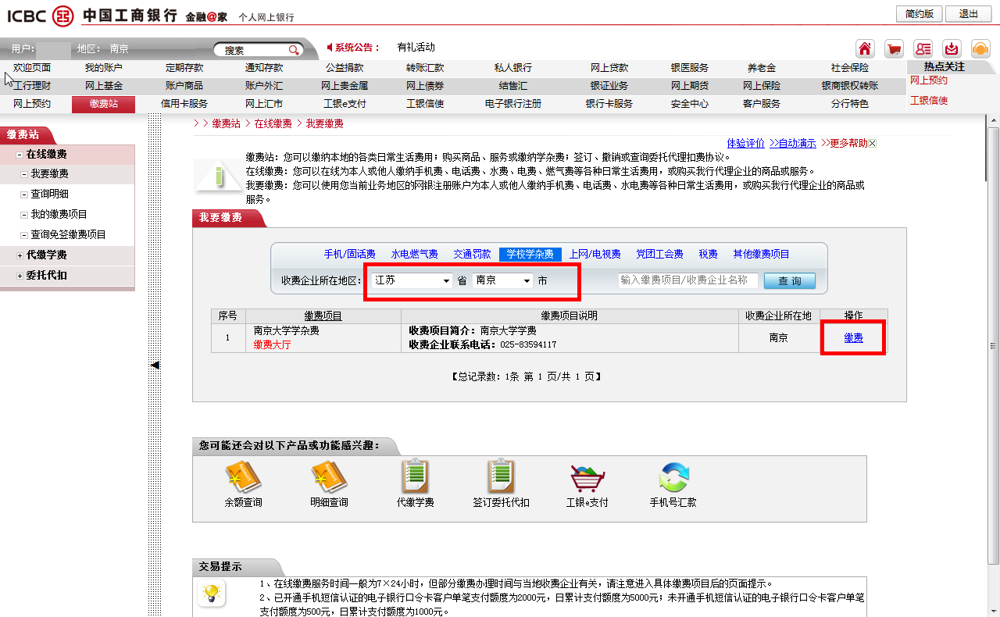 ICBC 中国工商银行 金融@家 个人网上银行
简约版 退出
用户: 地区: 南京 搜索 系统公告: 有礼活动
欢迎页面 我的账户 定期存款 通知存款 公益捐款 转账汇款 私人银行 网上贷款 银医服务 养老金 社会保险 热点关注
工行理财 网上基金 账户商品 账户外汇 网上贵金属 网上债券 结售汇 银证业务 网上期货 网上保险 银商银权转账 网上预约
网上预约 缴费站 信用卡服务 网上汇市 工银e支付 工银信使 电子银行注册 银行卡服务 安全中心 客户服务 分行特色 工银信使
缴费站
在线缴费
我要缴费
查询明细
我的缴费项目
查询免签缴费项目
代缴学费
委托代扣
> > 缴费站 > 在线缴费 > 我要缴费
体验评价 >>自动演示 >>更多帮助
缴费站:您可以缴纳本地的各类日常生活费用;购买商品、服务或缴纳学杂费;签订、撤销或查询委托代理扣费协议。
在线缴费:您可以在线为本人或他人缴纳手机费、电话费、水费、电费、燃气费等各种日常生活费用,或购买我行代理企业的商品或服务。
我要缴费:您可以使用您当前业务地区的网银注册账户为本人或他人缴纳手机费、电话费、水电费等各种日常生活费用,或购买我行代理企业的商品或
服务。
我要缴费
手机/固话费 水电燃气费 交通罚款 学校学杂费 上网/电视费 党团工会费 税费 其他缴费项目
收费企业所在地区: 江苏 省 南京 市 输入缴费项目/收费企业名称 查 询
序号 缴费项目 缴费项目说明 收费企业所在地 操作
1 南京大学学杂费 收费项目简介:南京大学学费 南京 缴费
缴费大厅 收费企业联系电话:025-83594117
【总记录数:1条 第 1 页/共 1 页】
您可能还会对以下产品或功能感兴趣:
余额查询 明细查询 代缴学费 签订委托代扣 工银e支付 手机号汇款
交易提示
1、在线缴费服务时间一般为7×24小时,但部分缴费办理时间与当地收费企业有关,请注意进入具体缴费项目后的页面提示。
2、已开通手机短信认证的电子银行口令卡客户单笔支付额度为2000元,日累计支付额度为5000元;未开通手机短信认证的电子银行口令卡客户单笔
支付额度为500元,日累计支付额度为1000元。